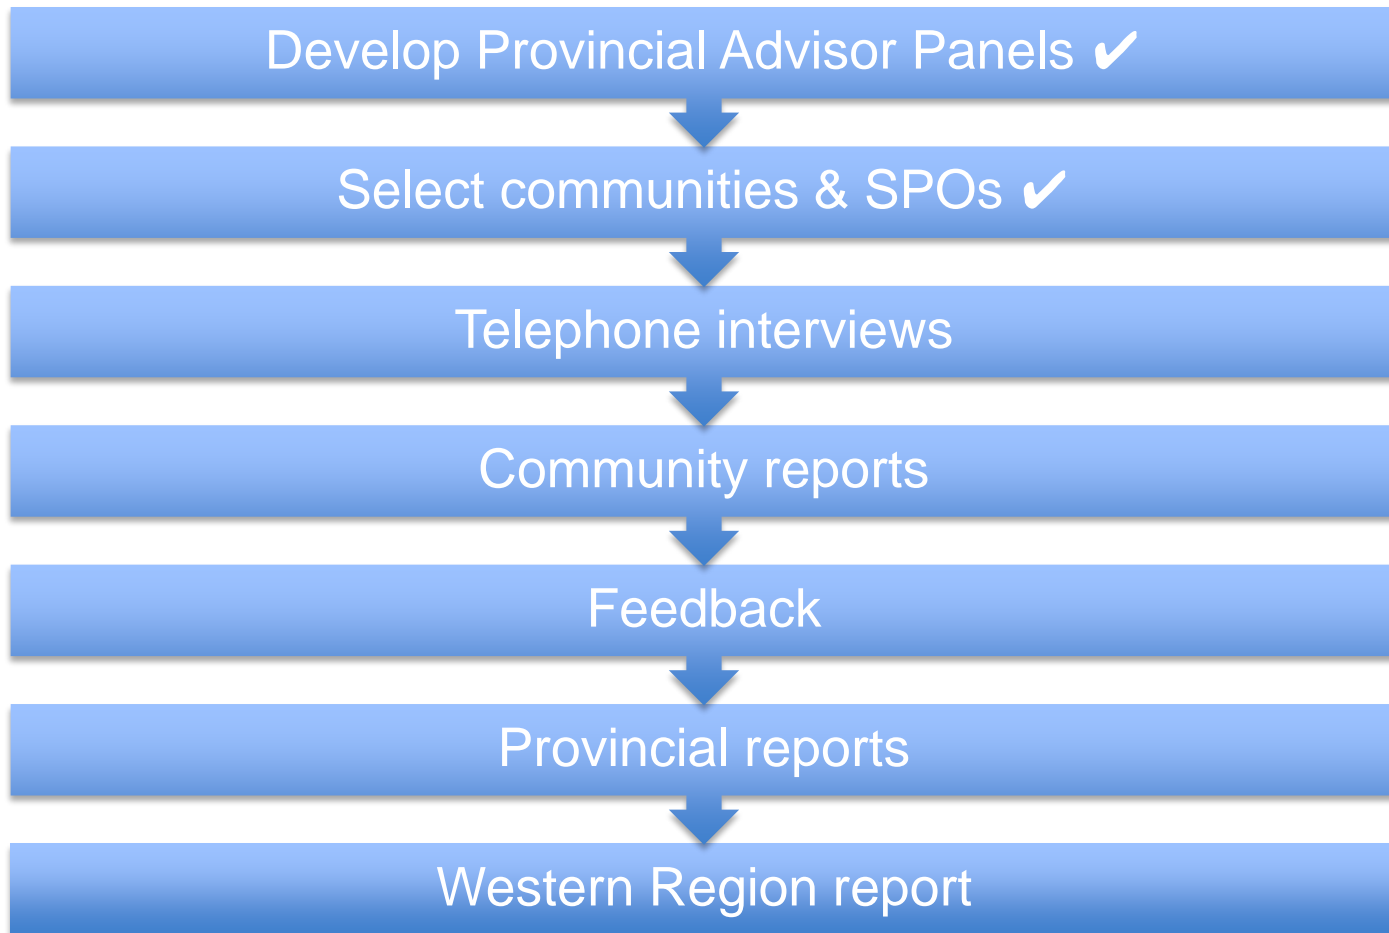 Develop Provincial Advisor Panels ✔
Select communities & SPOs ✔
Telephone interviews
Community reports
Feedback
Provincial reports
Western Region report